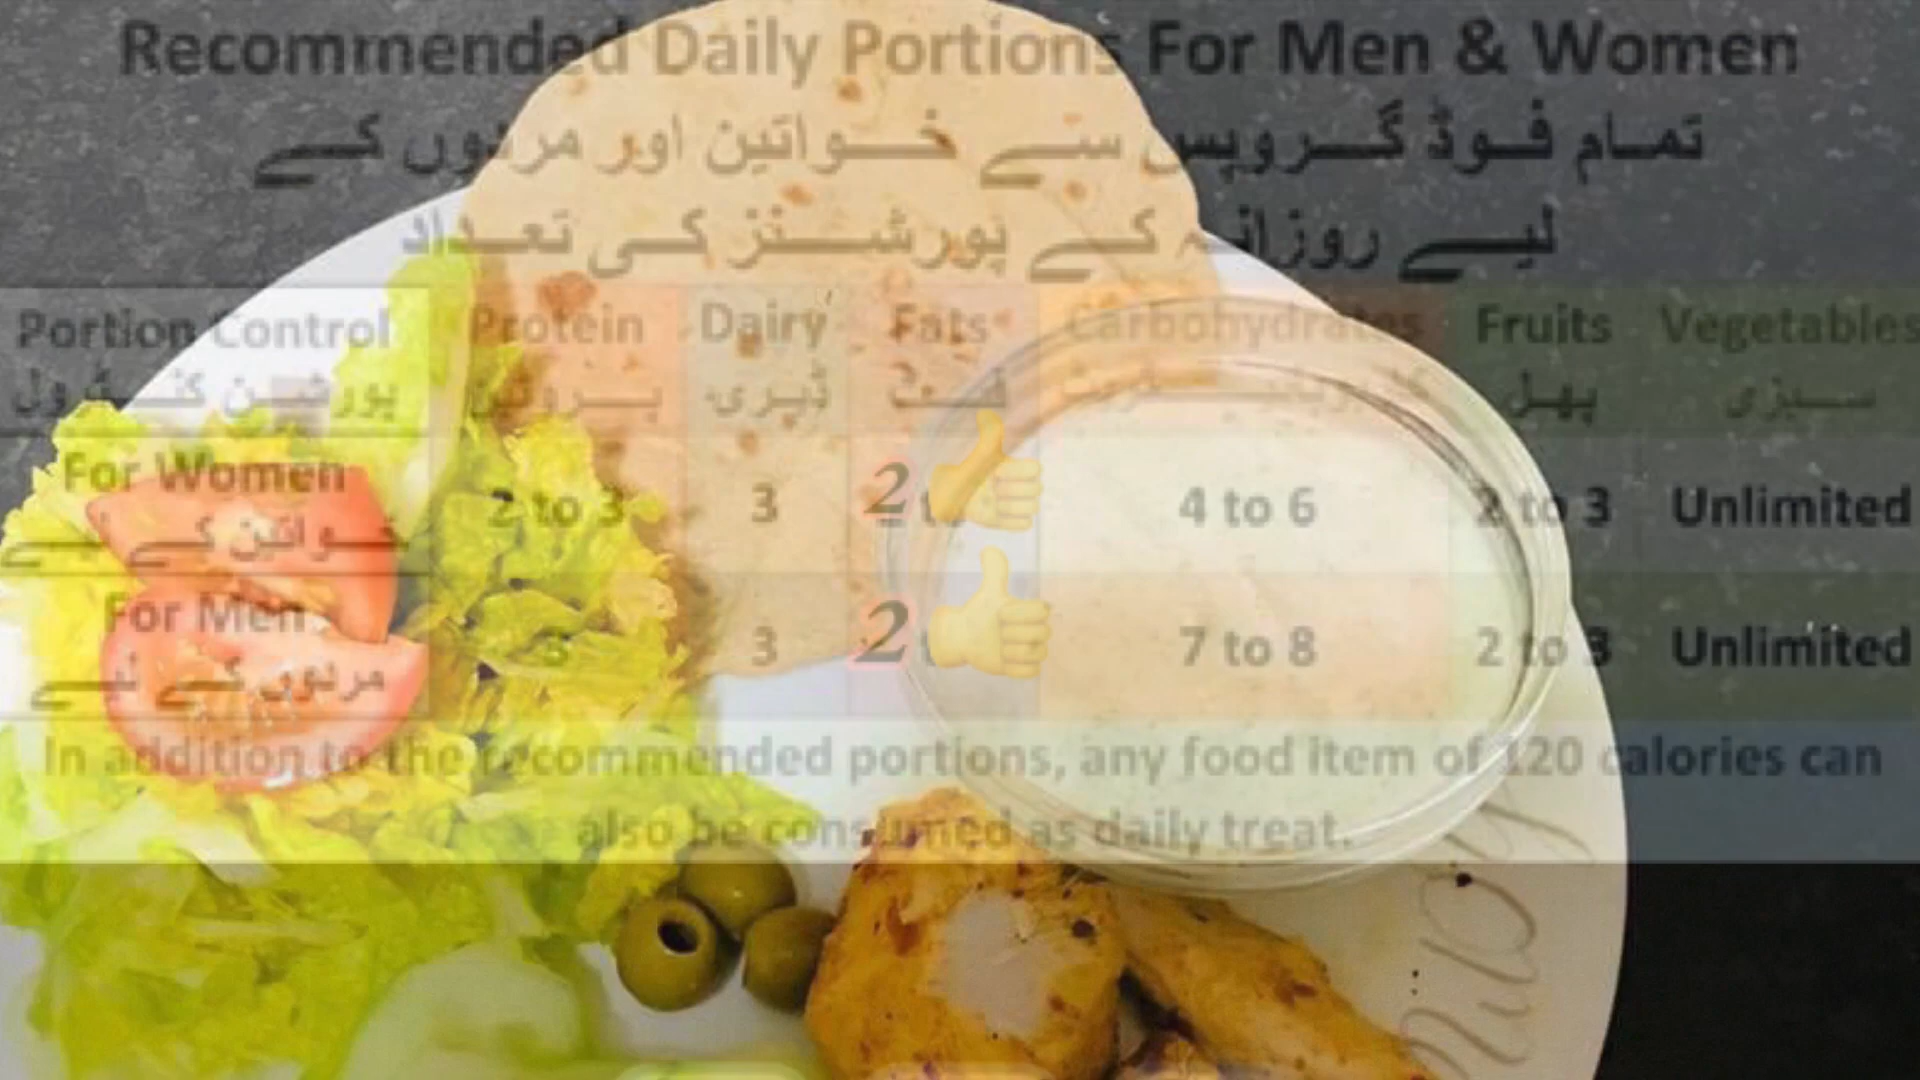 Recommended Daily Portions For Men & Women
تمام فوڈ گروپس سے خواتین اور مردوں کے
لیے روزانہ کے پورشنز کی تعداد
Portion Control Protein Dairy Fats Carbohydrates Fruits Vegetables
پورشن کنٹرول پروٹین ڈیری فیٹ پھل سبزی
For Women
خواتین کے لیے
2 to 3 3 2 4 to 6 2 to 3 Unlimited
For Men
مردوں کے لیے
3 3 2 7 to 8 2 to 3 Unlimited
In addition to the recommended portions, any food item of 120 calories can
also be consumed as daily treat.